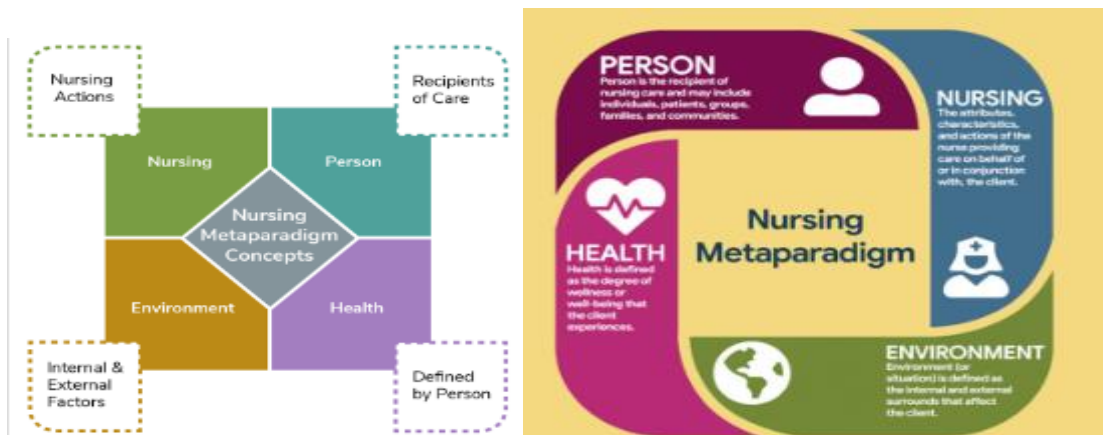 Nursing
Actions
Recipients
of Care
Nursing
Person
Nursing
Metaparadigm
Concepts
Environment
Health
Internal &
External
Factors
Defined
by Person
PERSON
Person is the recipient of
nursing care and may include
individuals, patients, groups,
families, and communities.
NURSING
The attributes,
characteristics,
and actions of the
nurse providing
care on behalf of
or in conjunction
with, the client.
Nursing
Metaparadigm
HEALTH
Health is defined
as the degree of
wellness or
well-being that
the client
experiences.
ENVIRONMENT
Environment (or
situation) is defined as
the internal and external
surrounds that affect
the client.